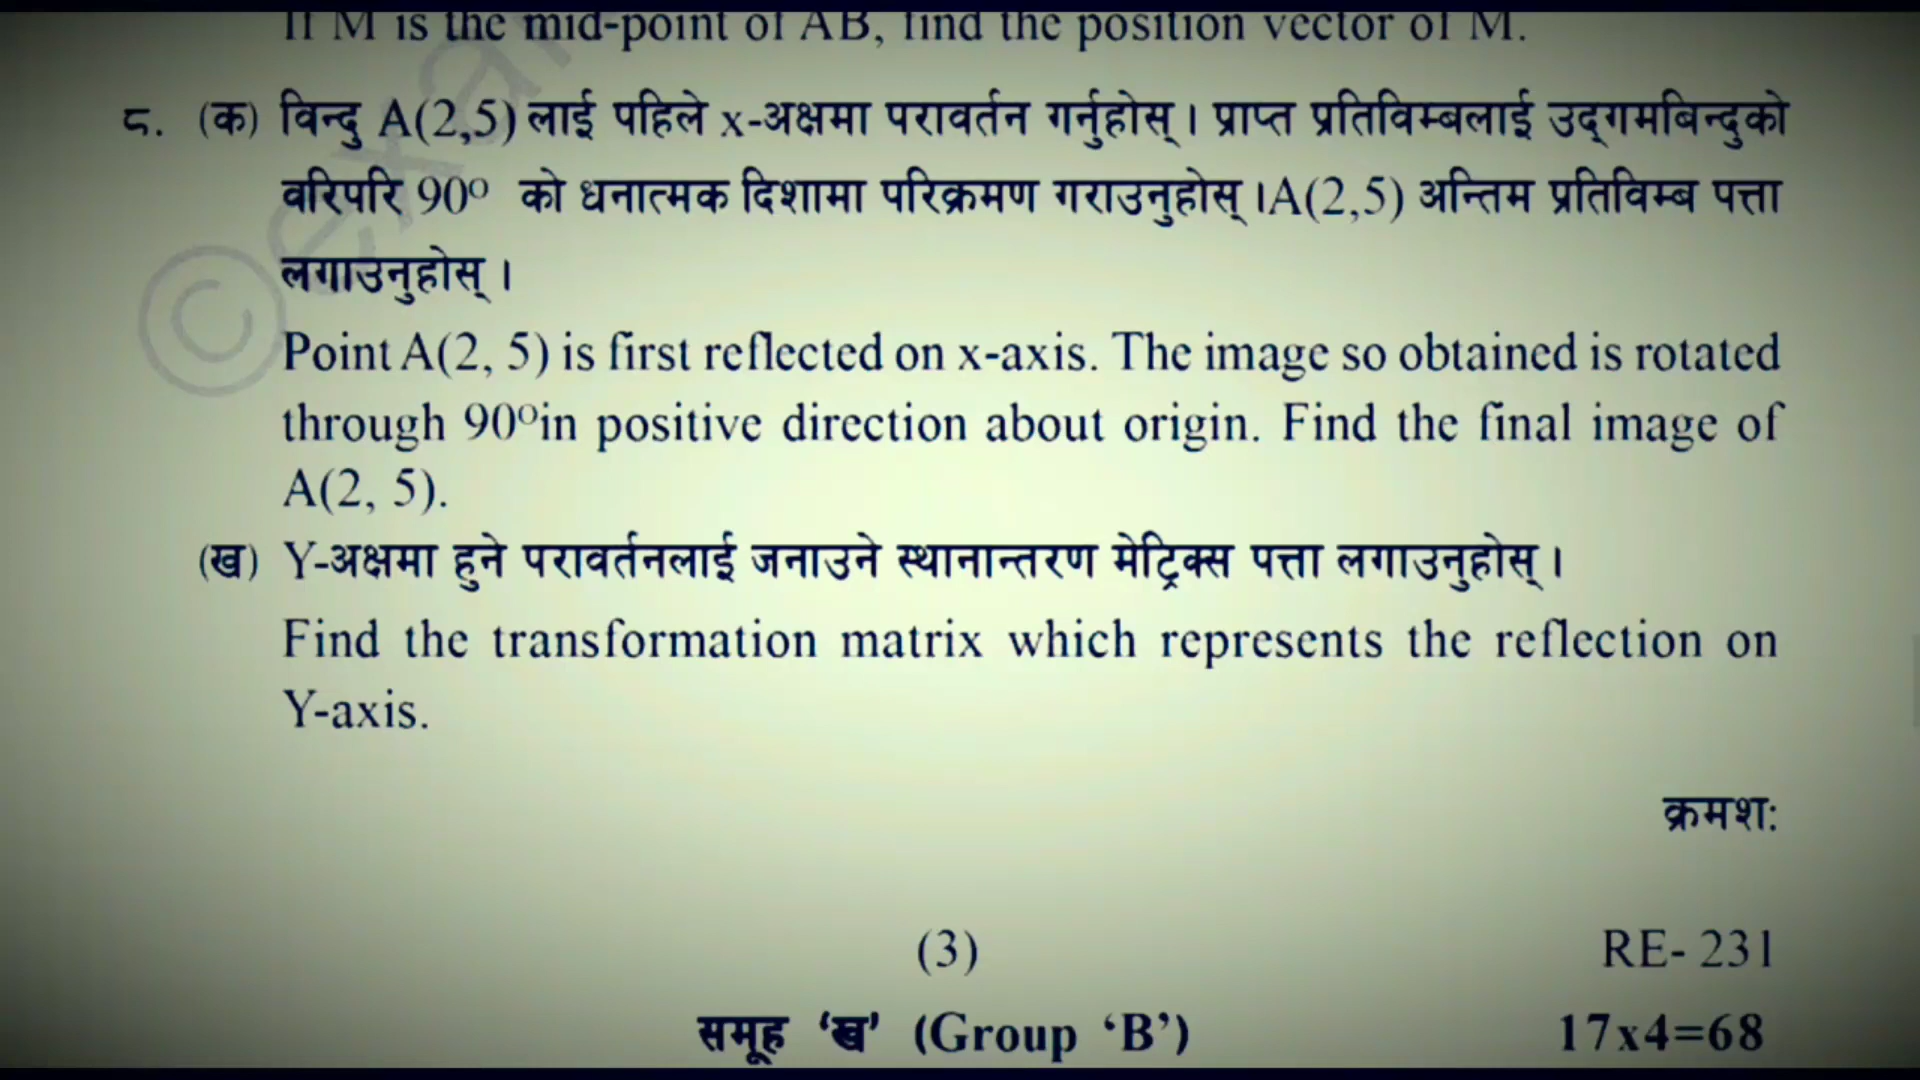 If M is the mid-point of AB, find the position vector of M.
८. (क) विन्दु A(2,5) लाई पहिले x-अक्षमा परावर्तन गर्नुहोस् । प्राप्त प्रतिविम्बलाई उद्‌गमबिन्दुको
वरिपरि 90º को धनात्मक दिशामा परिक्रमण गराउनुहोस् ।A(2,5) अन्तिम प्रतिविम्ब पत्ता
लगाउनुहोस् ।
Point A(2, 5) is first reflected on x-axis. The image so obtained is rotated
through 90ºin positive direction about origin. Find the final image of
A(2, 5).
(ख) Y-अक्षमा हुने परावर्तनलाई जनाउने स्थानान्तरण मेट्रिक्स पत्ता लगाउनुहोस् ।
Find the transformation matrix which represents the reflection on
Y-axis.
क्रमश:
(3) RE- 231
समूह ‘ख’ (Group ‘B’) 17x4=68